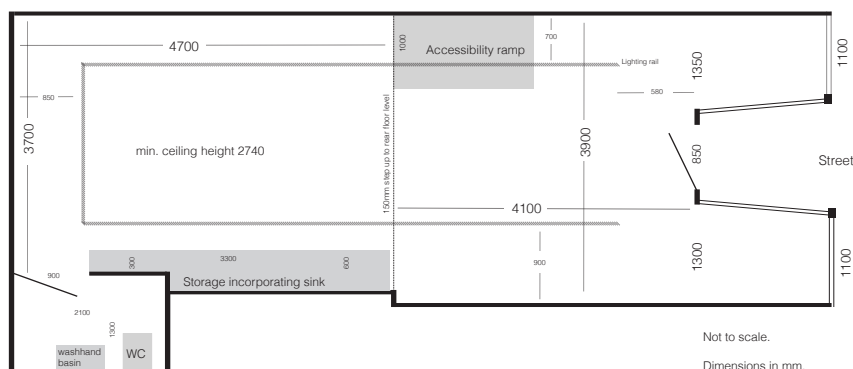 4700
1000
Accessibility ramp
700
Lighting rail
1350
1100
850
580
3700
min. ceiling height 2740
150mm step up to rear floor level
3900
850
Street
4100
900
300
3300
600
Storage incorporating sink
1300
1100
900
2100
1300
washhand
basin
WC
Not to scale.
Dimensions in mm.